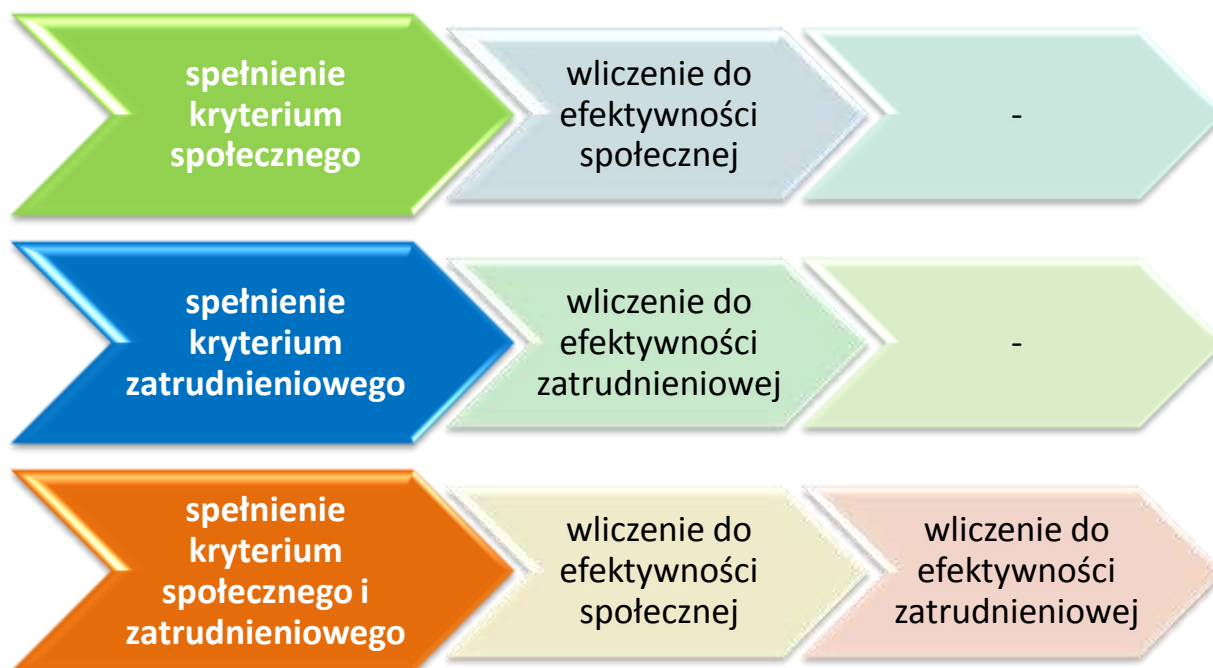 spełnienie
kryterium
społecznego
wliczenie do
efektywności
społecznej
-
spełnienie
kryterium
zatrudnieniowego
wliczenie do
efektywności
zatrudnieniowej
-
spełnienie
kryterium
społecznego i
zatrudnieniowego
wliczenie do
efektywności
społecznej
wliczenie do
efektywności
zatrudnieniowej